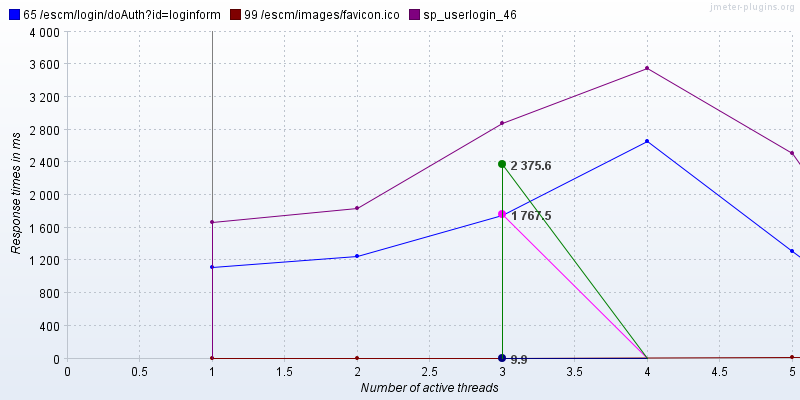 65 /escm/login/doAuth?id=loginform 99 /escm/images/favicon.ico sp_userlogin_46
jmeter-plugins.org
4 000
3 600
3 200
2 800
2 400
2 000
1 600
1 200
800
400
0
Response times in ms
2 375.6
1 767.5
9.9
0 0.5 1 1.5 2 2.5 3 3.5 4 4.5 5
Number of active threads